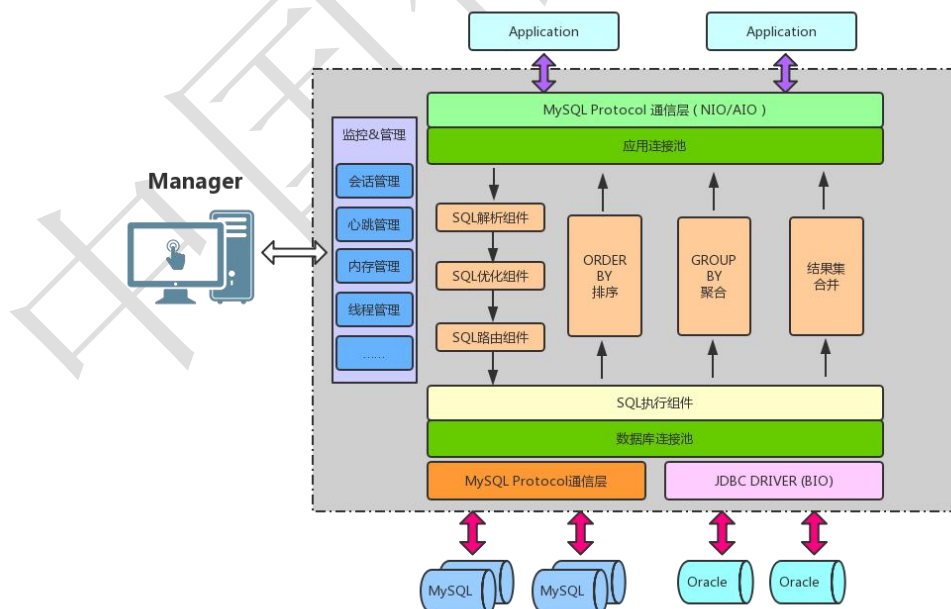 Application
Application
MySQL Protocol 通信层 ( NIO/AIO )
应用连接池
监控&管理
会话管理
心跳管理
内存管理
线程管理
......
Manager
SQL解析组件
SQL优化组件
SQL路由组件
ORDER
BY
排序
GROUP
BY
聚合
结果集
合并
SQL执行组件
数据库连接池
MySQL Protocol通信层
JDBC DRIVER (BIO)
MySQL
MySQL
Oracle
Oracle
中国